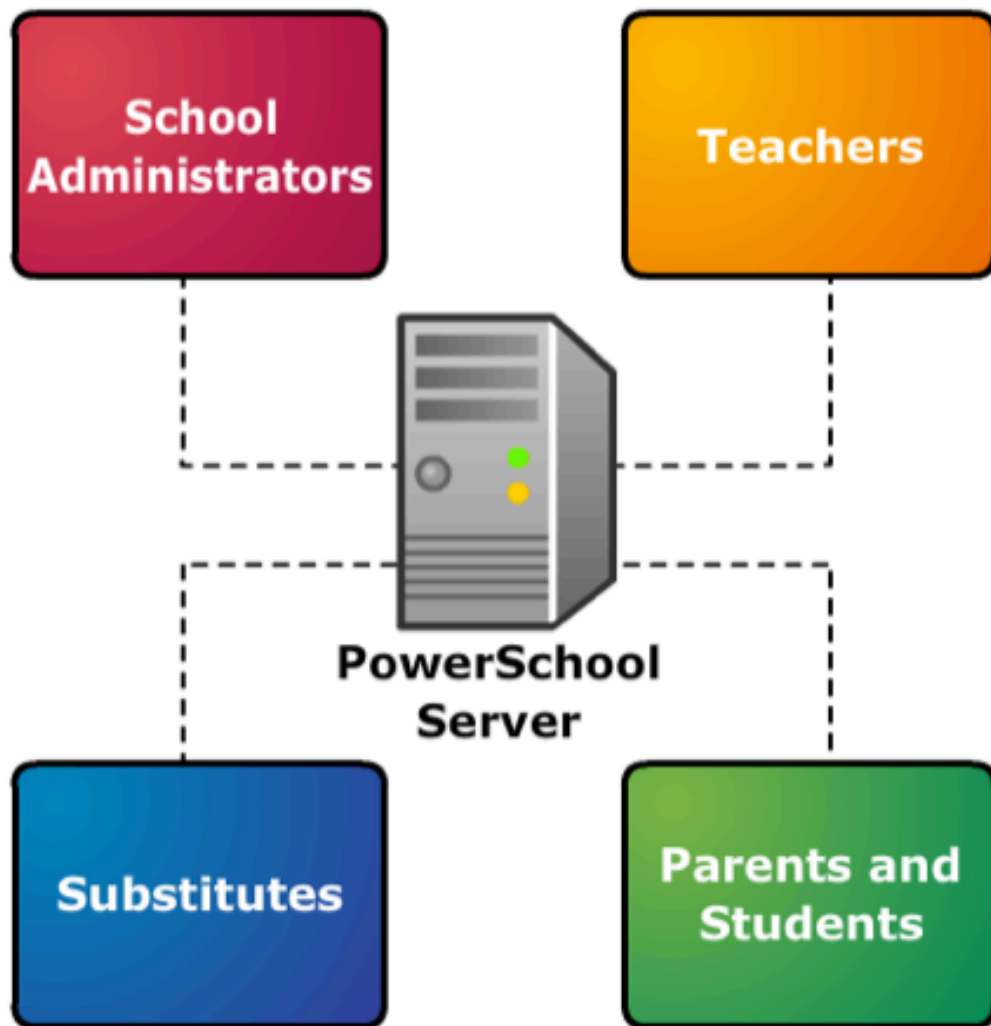 School
Administrators
Teachers
PowerSchool
Server
Substitutes
Parents and
Students